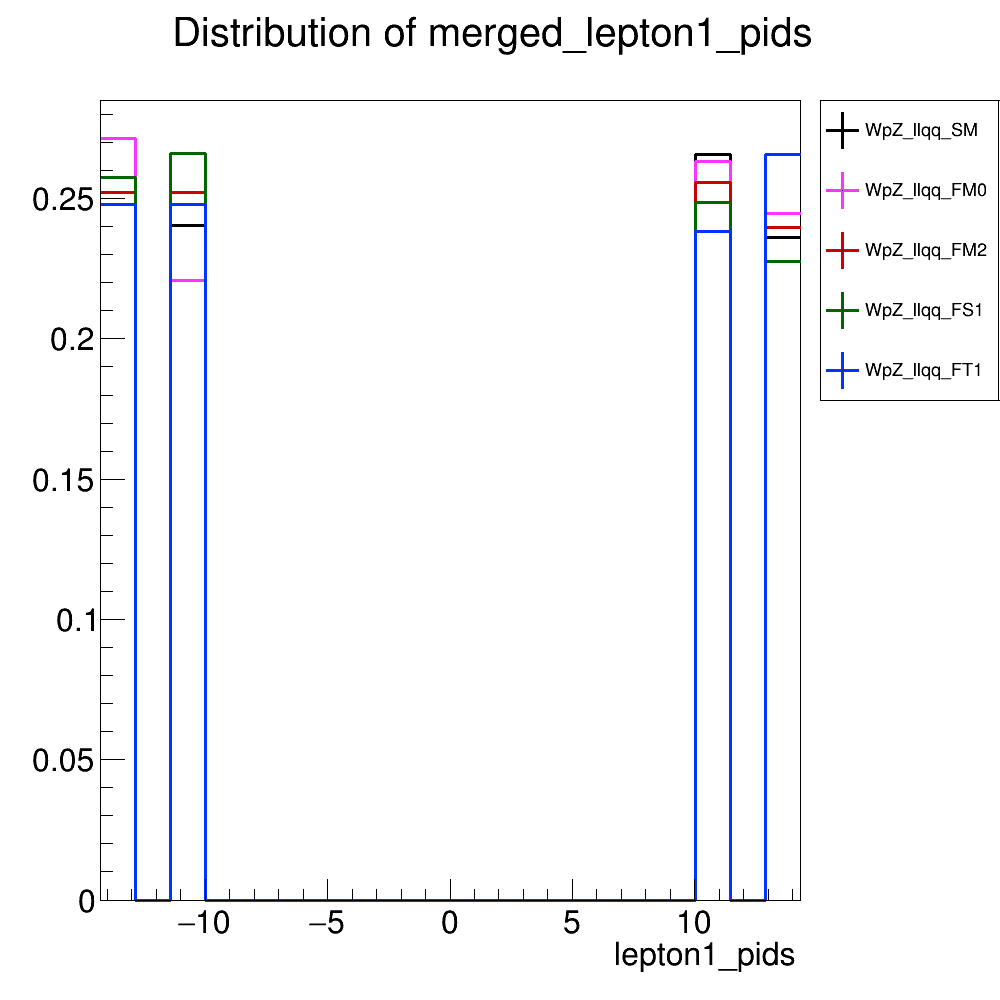 Distribution of merged_lepton1_pids
WpZ_llqq_SM
WpZ_llqq_FM0
WpZ_llqq_FM2
WpZ_llqq_FS1
WpZ_llqq_FT1
0.25
0.2
0.15
0.1
0.05
0
−10 −5 0 5 10
lepton1_pids